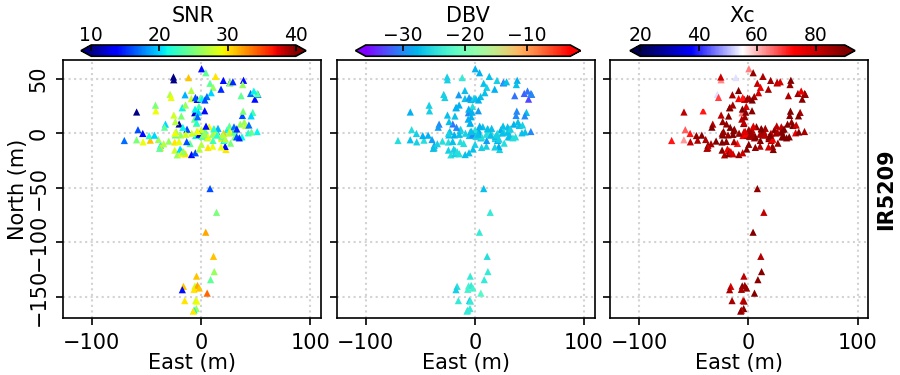 SNR DBV Xc
10 20 30 40 −30 −20 −10 20 40 60 80
50
0
−50
−100
−150
North (m)
IR5209
−100 0 100 −100 0 100 −100 0 100
East (m) East (m) East (m)